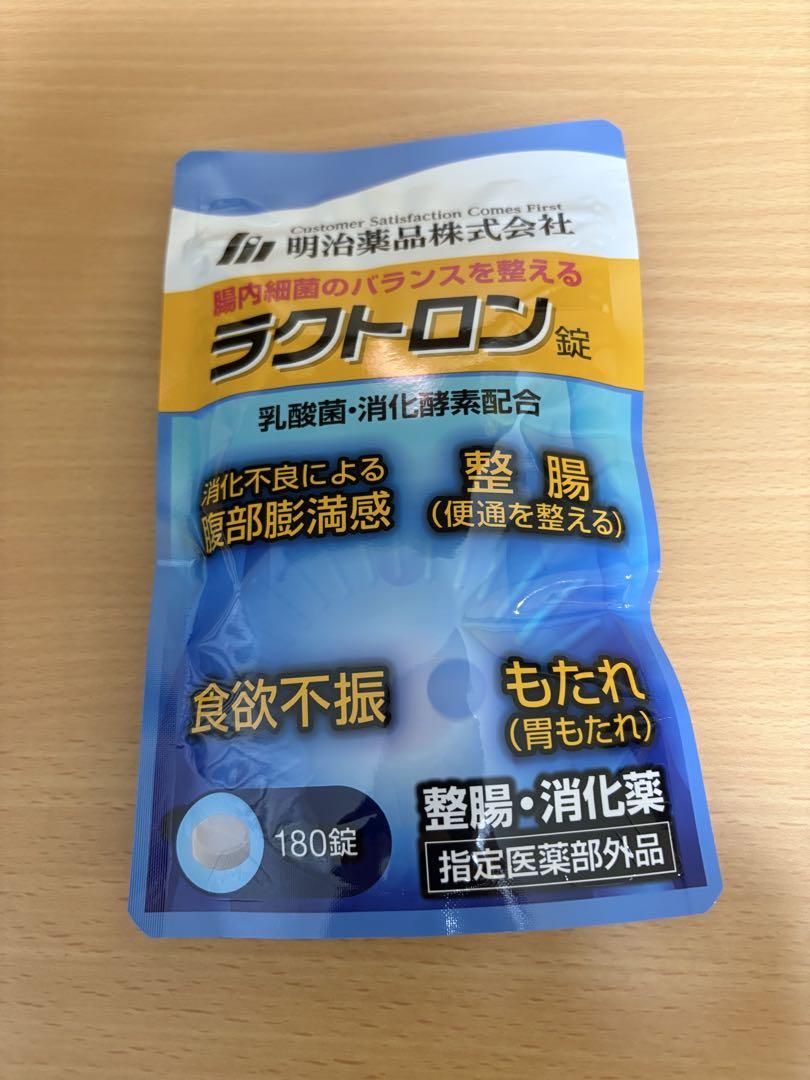 Customer Satisfaction Comes First
明治薬品株式会社
腸内細菌のバランスを整える
ラクトロン錠
乳酸菌・消化酵素配合
消化不良による
腹部膨満感
整 腸
(便通を整える)
食欲不振
もたれ
(胃もたれ)
180錠
整腸・消化薬
指定医薬部外品